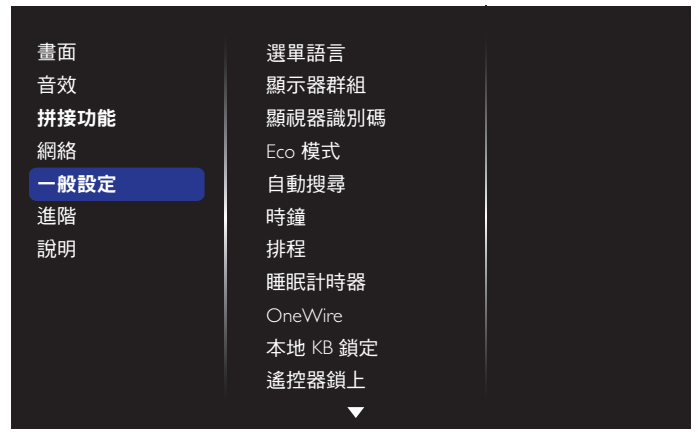 畫面
音效
拼接功能
網絡
一般設定
進階
說明
選單語言
顯示器群組
顯視器識別碼
Eco 模式
自動搜尋
時鐘
排程
睡眠計時器
OneWire
本地 KB 鎖定
遙控器鎖上